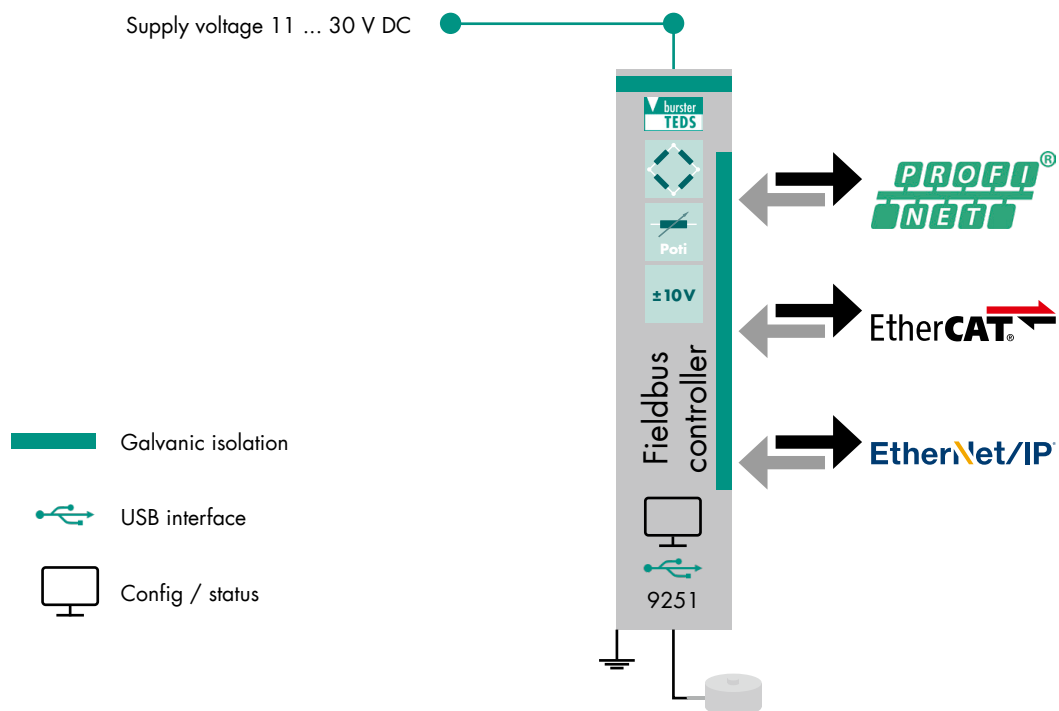 Supply voltage 11 ... 30 V DC
burster
TEDS
PROFI®
NET
Poti
±10V
EtherCAT®
Fieldbus
controller
Galvanic isolation
EtherNet/IP
USB interface
Config / status
9251